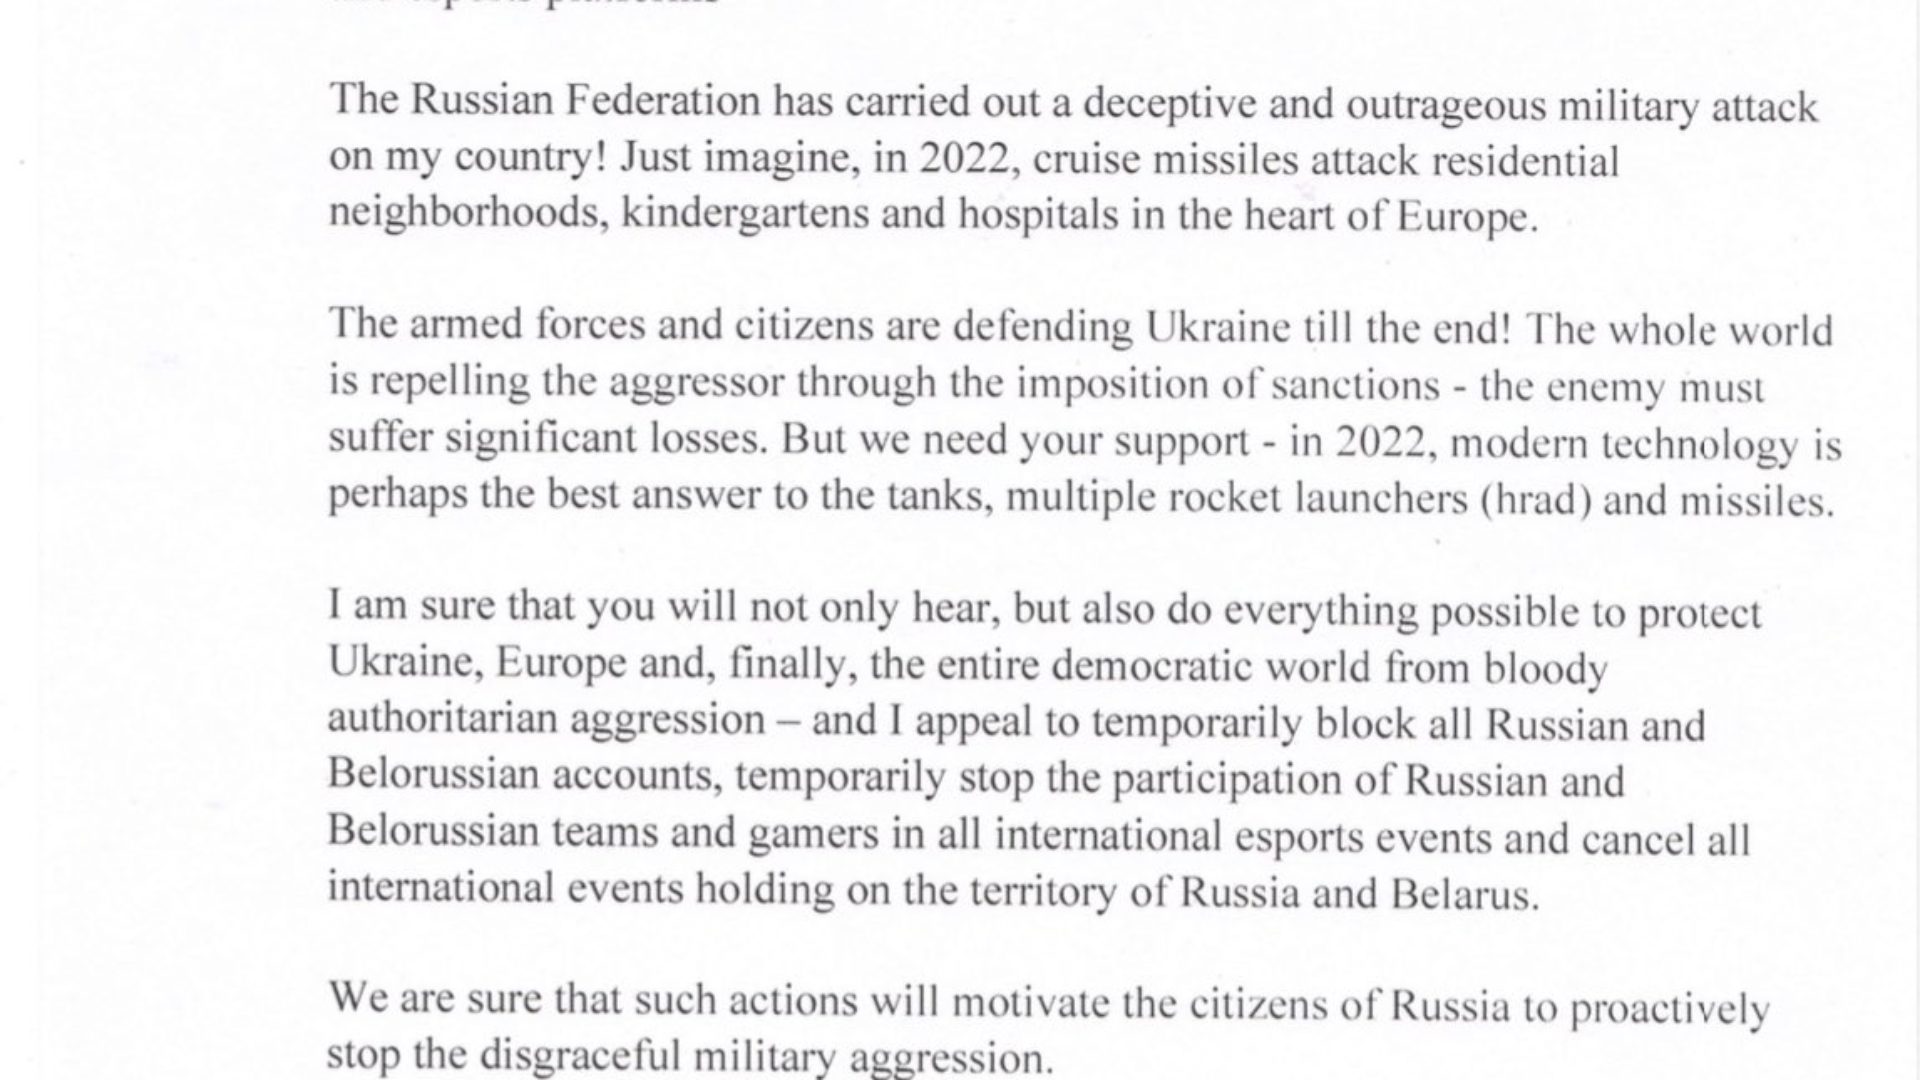 The Russian Federation has carried out a deceptive and outrageous military attack
on my country! Just imagine, in 2022, cruise missiles attack residential
neighborhoods, kindergartens and hospitals in the heart of Europe.
The armed forces and citizens are defending Ukraine till the end! The whole world
is repelling the aggressor through the imposition of sanctions - the enemy must
suffer significant losses. But we need your support - in 2022, modern technology is
perhaps the best answer to the tanks, multiple rocket launchers (hrad) and missiles.
I am sure that you will not only hear, but also do everything possible to protect
Ukraine, Europe and, finally, the entire democratic world from bloody
authoritarian aggression – and I appeal to temporarily block all Russian and
Belorussian accounts, temporarily stop the participation of Russian and
Belorussian teams and gamers in all international esports events and cancel all
international events holding on the territory of Russia and Belarus.
We are sure that such actions will motivate the citizens of Russia to proactively
stop the disgraceful military aggression.